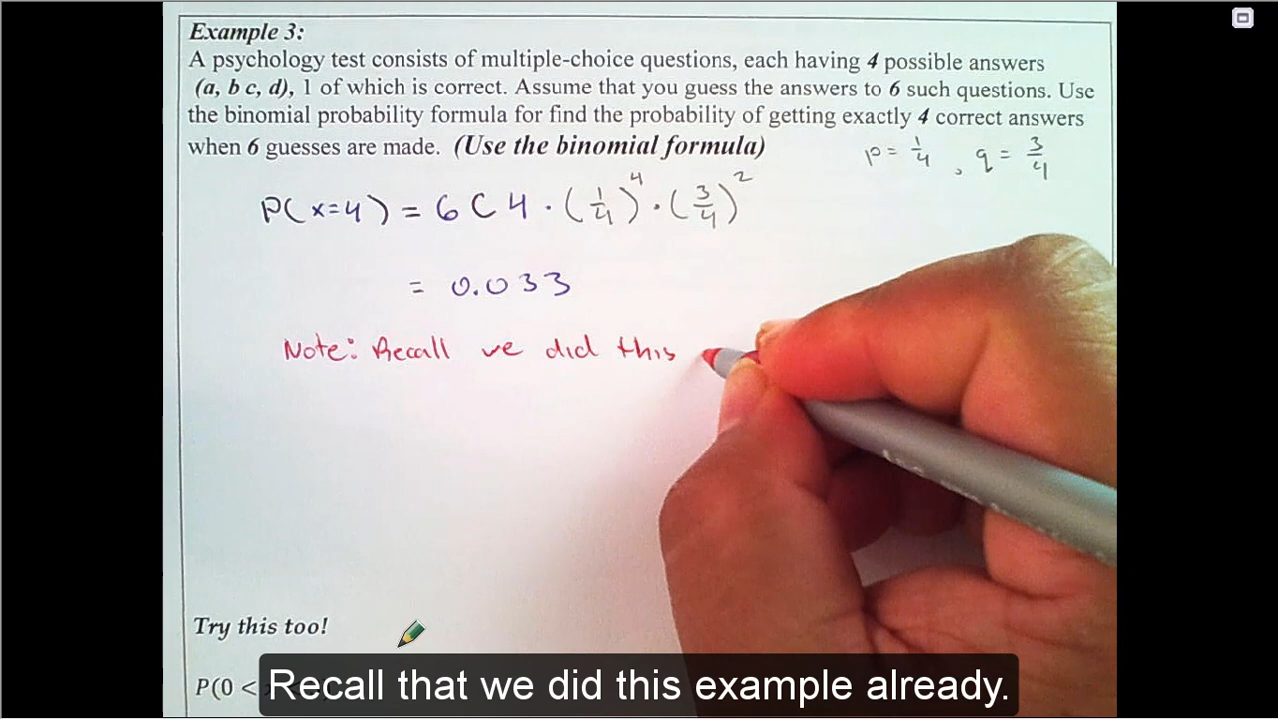 Example 3:
A psychology test consists of multiple-choice questions, each having 4 possible answers
(a, b c, d), 1 of which is correct. Assume that you guess the answers to 6 such questions. Use
the binomial probability formula for find the probability of getting exactly 4 correct answers
when 6 guesses are made. (Use the binomial formula)
p = 1/4 , q = 3/4
P(x=4) = 6 C 4 · (1/4)^4 · (3/4)^2
= 0.033
Note: Recall we did this
Try this too!
P(0 <
Recall that we did this example already.